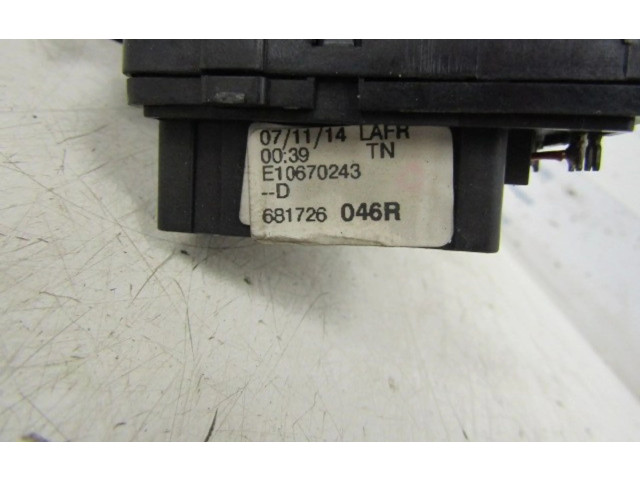 07/11/14 LAFR
00:39 TN
E10670243
--D
681726 046R